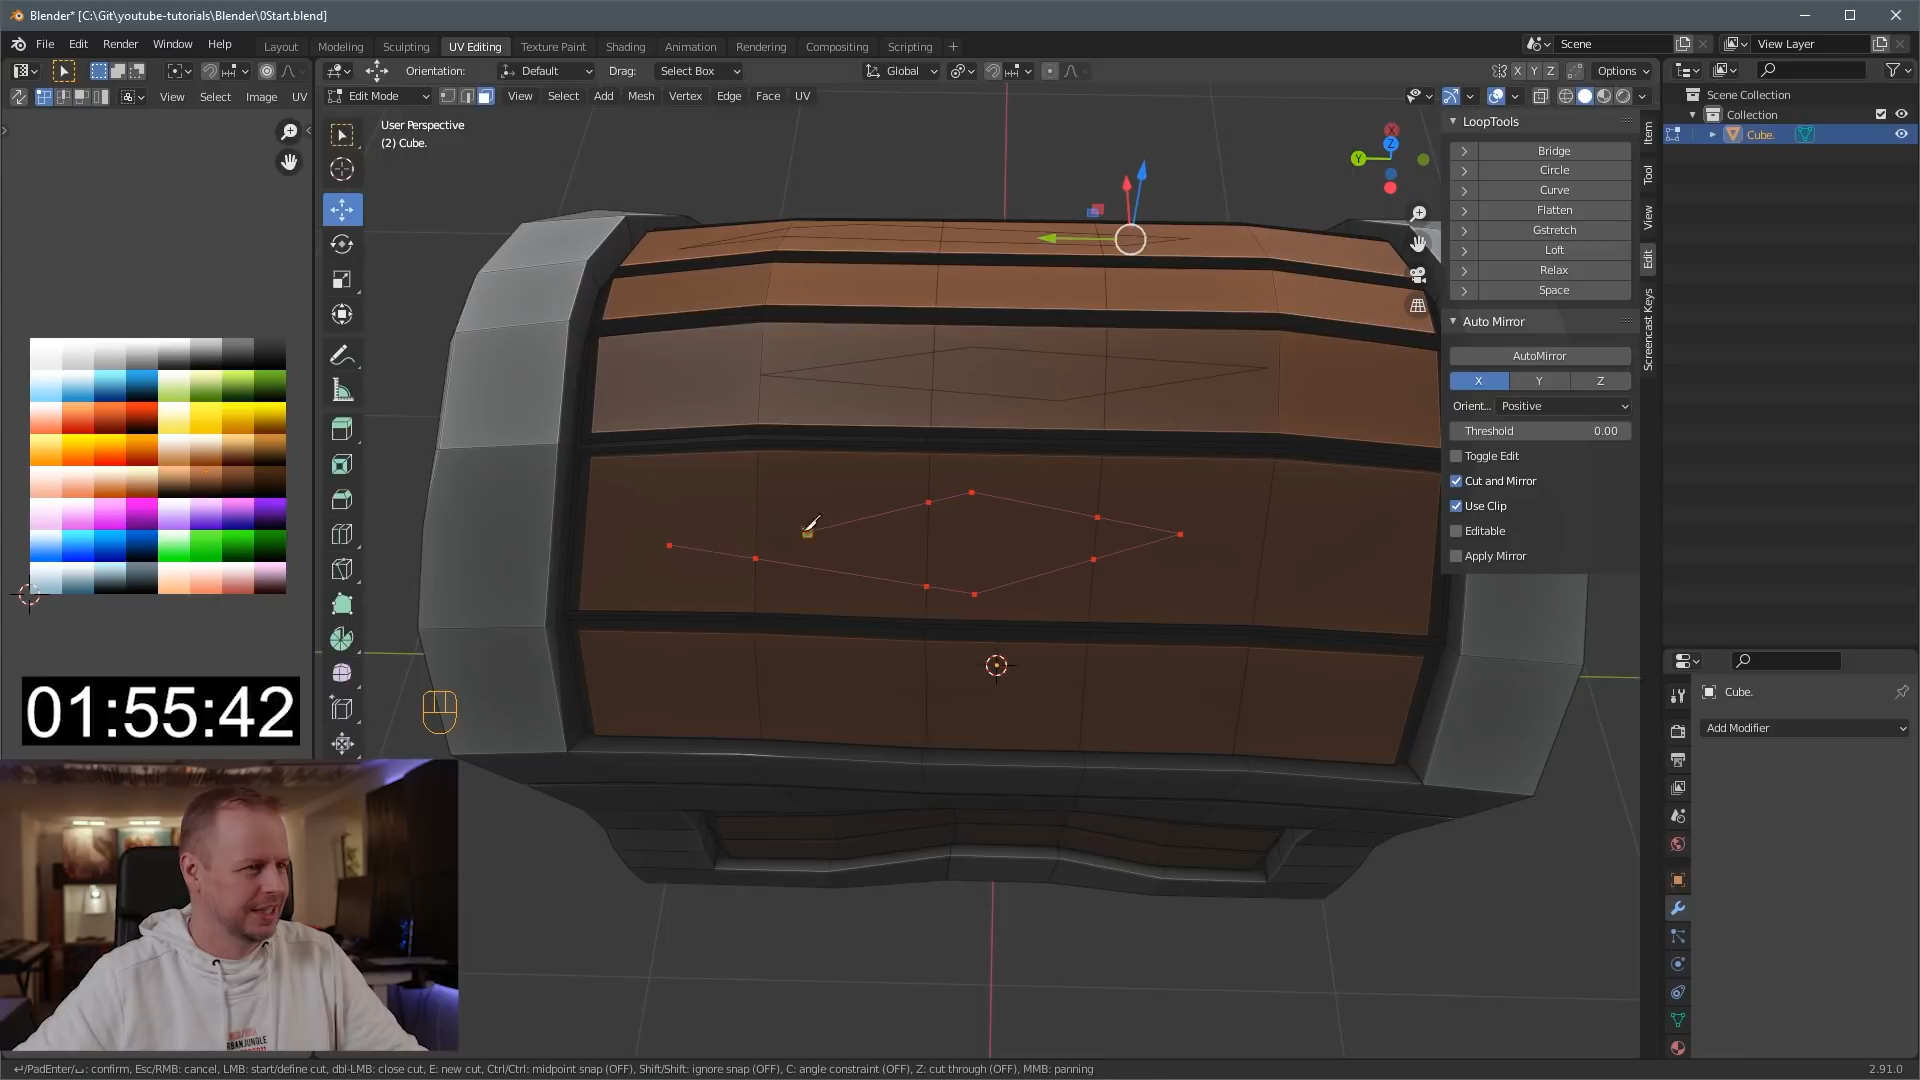 Blender* [C:\Git\youtube-tutorials\Blender\0Start.blend]
File Edit Render Window Help
Layout Modeling Sculpting UV Editing Texture Paint Shading Animation Rendering Compositing Scripting +
Scene
View Layer
Orientation: Default Drag: Select Box Global X Y Z Options
View Select Image UV
Edit Mode View Select Add Mesh Vertex Edge Face UV
User Perspective
(2) Cube.
X
Y
Z
LoopTools
Bridge
Circle
Curve
Flatten
Gstretch
Loft
Relax
Space
Auto Mirror
AutoMirror
X Y Z
Orient... Positive
Threshold 0.00
Toggle Edit
Cut and Mirror
Use Clip
Editable
Apply Mirror
Item
Tool
View
Edit
Screencast Keys
Scene Collection
Collection
Cube.
Cube.
Add Modifier
01:55:42
URBANJUNGLE
/PadEnter/: confirm, Esc/RMB: cancel, LMB: start/define cut, dbl-LMB: close cut, E: new cut, Ctrl/Ctrl: midpoint snap (OFF), Shift/Shift: ignore snap (OFF), C: angle constraint (OFF), Z: cut through (OFF), MMB: panning
2.91.0